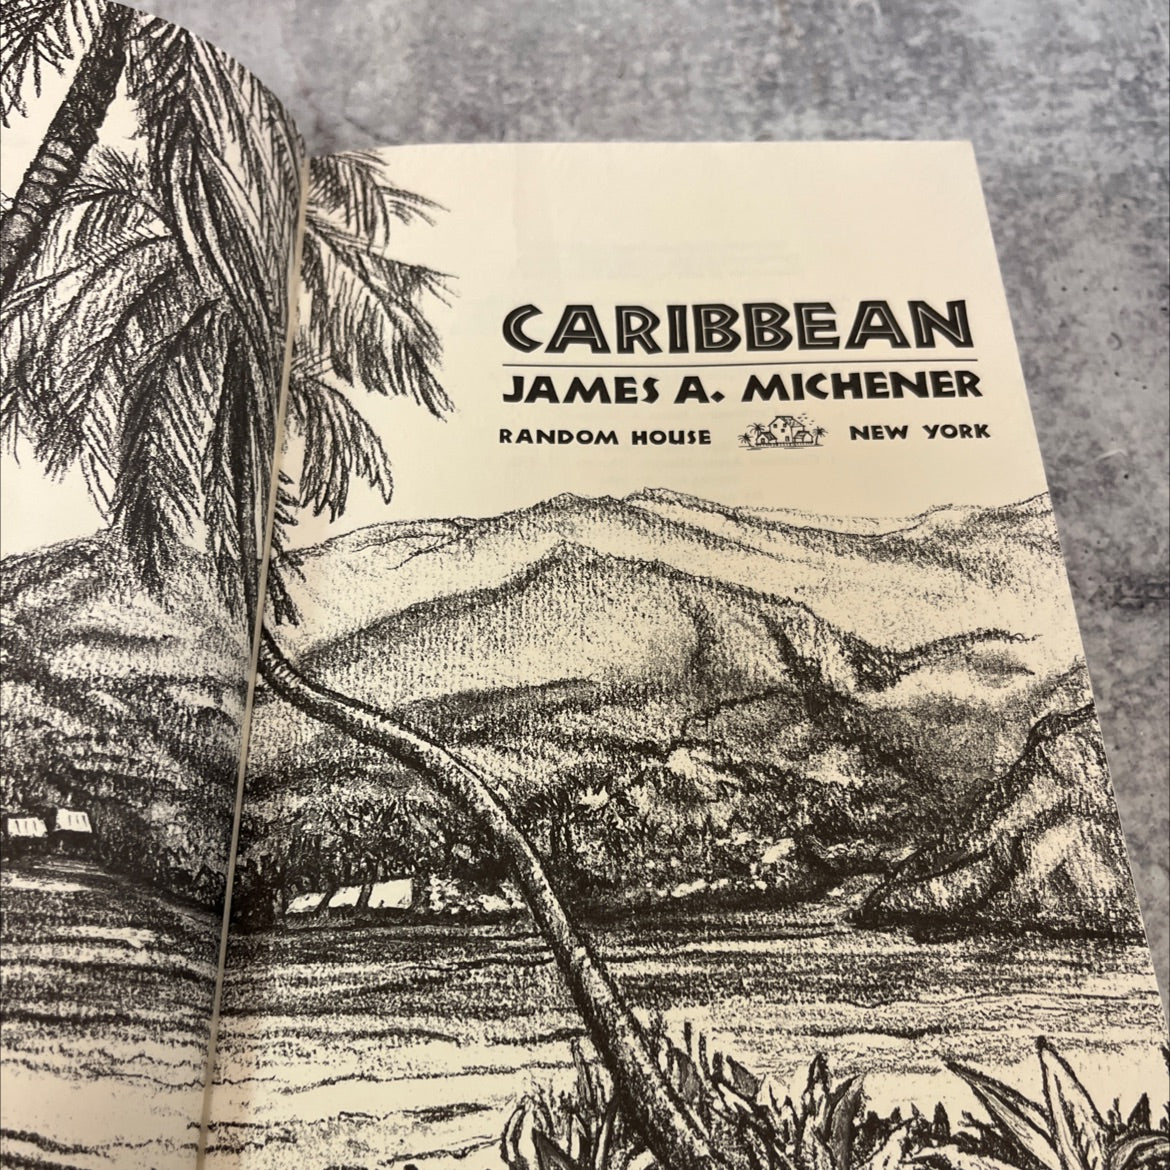 CARIBBEAN
JAMES A. MICHENER
RANDOM HOUSE NEW YORK